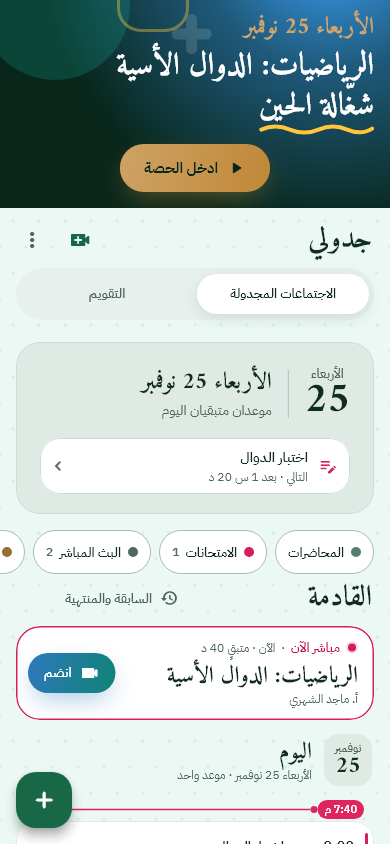 الأربعاء 25 نوفمبر
الرياضيات: الدوال الأسية
شغّالة الحين
ادخل الحصة
جدولي
الاجتماعات المجدولة
التقويم
الأربعاء
25
الأربعاء 25 نوفمبر
موعدان متبقيان اليوم
اختبار الدوال
التالي · بعد 1 س 20 د
المحاضرات
الامتحانات 1
البث المباشر 2
القادمة
السابقة والمنتهية
مباشر الآن · الآن · متبقٍ 40 د
الرياضيات: الدوال الأسية
أ. ماجد الشهري
انضم
نوفمبر
25
اليوم
الأربعاء 25 نوفمبر · موعد واحد
7:40 م